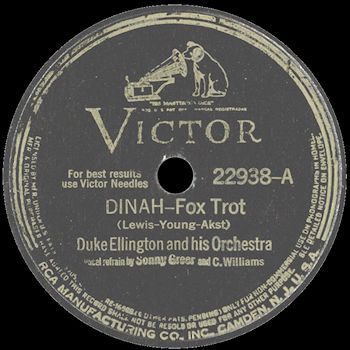 "HIS MASTER'S VOICE"
VICTOR
For best results
use Victor Needles
22938-A
DINAH-Fox Trot
(Lewis-Young-Akst)
Duke Ellington and his Orchestra
vocal refrain by Sonny Greer and C. Williams
RCA MANUFACTURING CO. INC. CAMDEN, N.J., U.S.A.